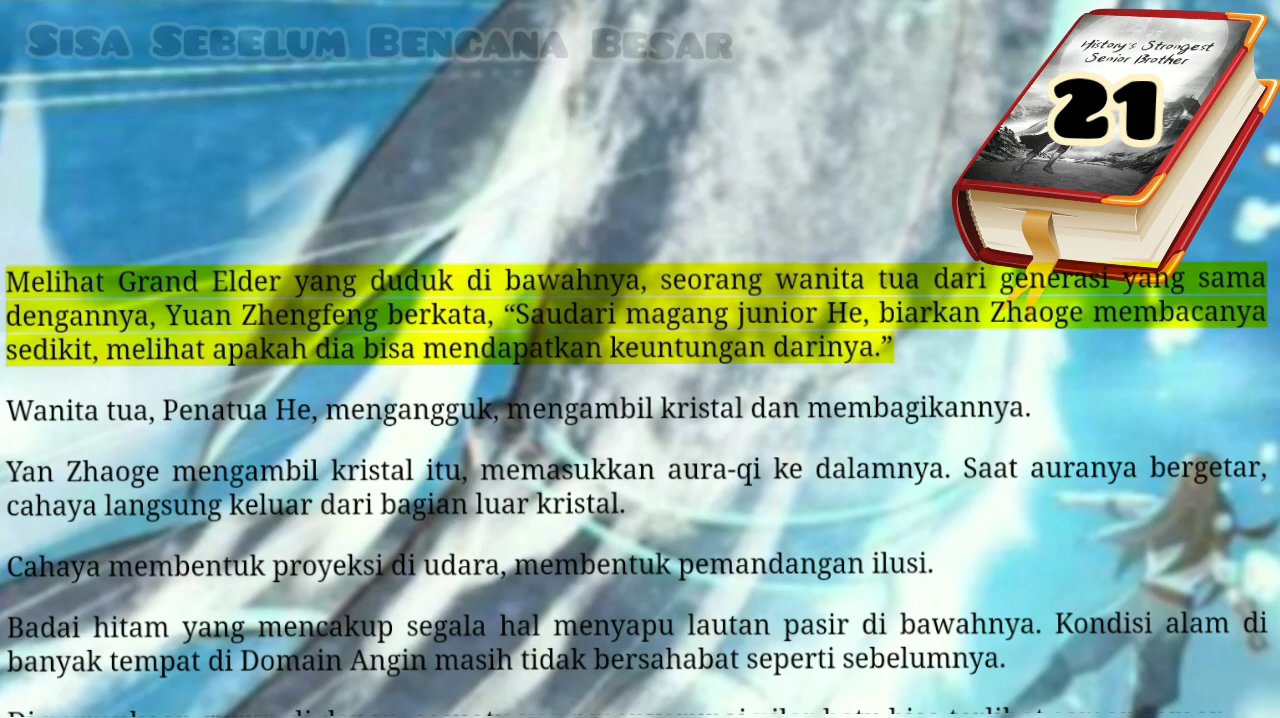 Sisa Sebelum Bencana Besar
History's Strongest
Senior Brother
21
Melihat Grand Elder yang duduk di bawahnya, seorang wanita tua dari generasi yang sama
dengannya, Yuan Zhengfeng berkata, “Saudari magang junior He, biarkan Zhaoge membacanya
sedikit, melihat apakah dia bisa mendapatkan keuntungan darinya.”
Wanita tua, Penatua He, mengangguk, mengambil kristal dan membagikannya.
Yan Zhaoge mengambil kristal itu, memasukkan aura-qi ke dalamnya. Saat auranya bergetar,
cahaya langsung keluar dari bagian luar kristal.
Cahaya membentuk proyeksi di udara, membentuk pemandangan ilusi.
Badai hitam yang mencakup segala hal menyapu lautan pasir di bawahnya. Kondisi alam di
banyak tempat di Domain Angin masih tidak bersahabat seperti sebelumnya.